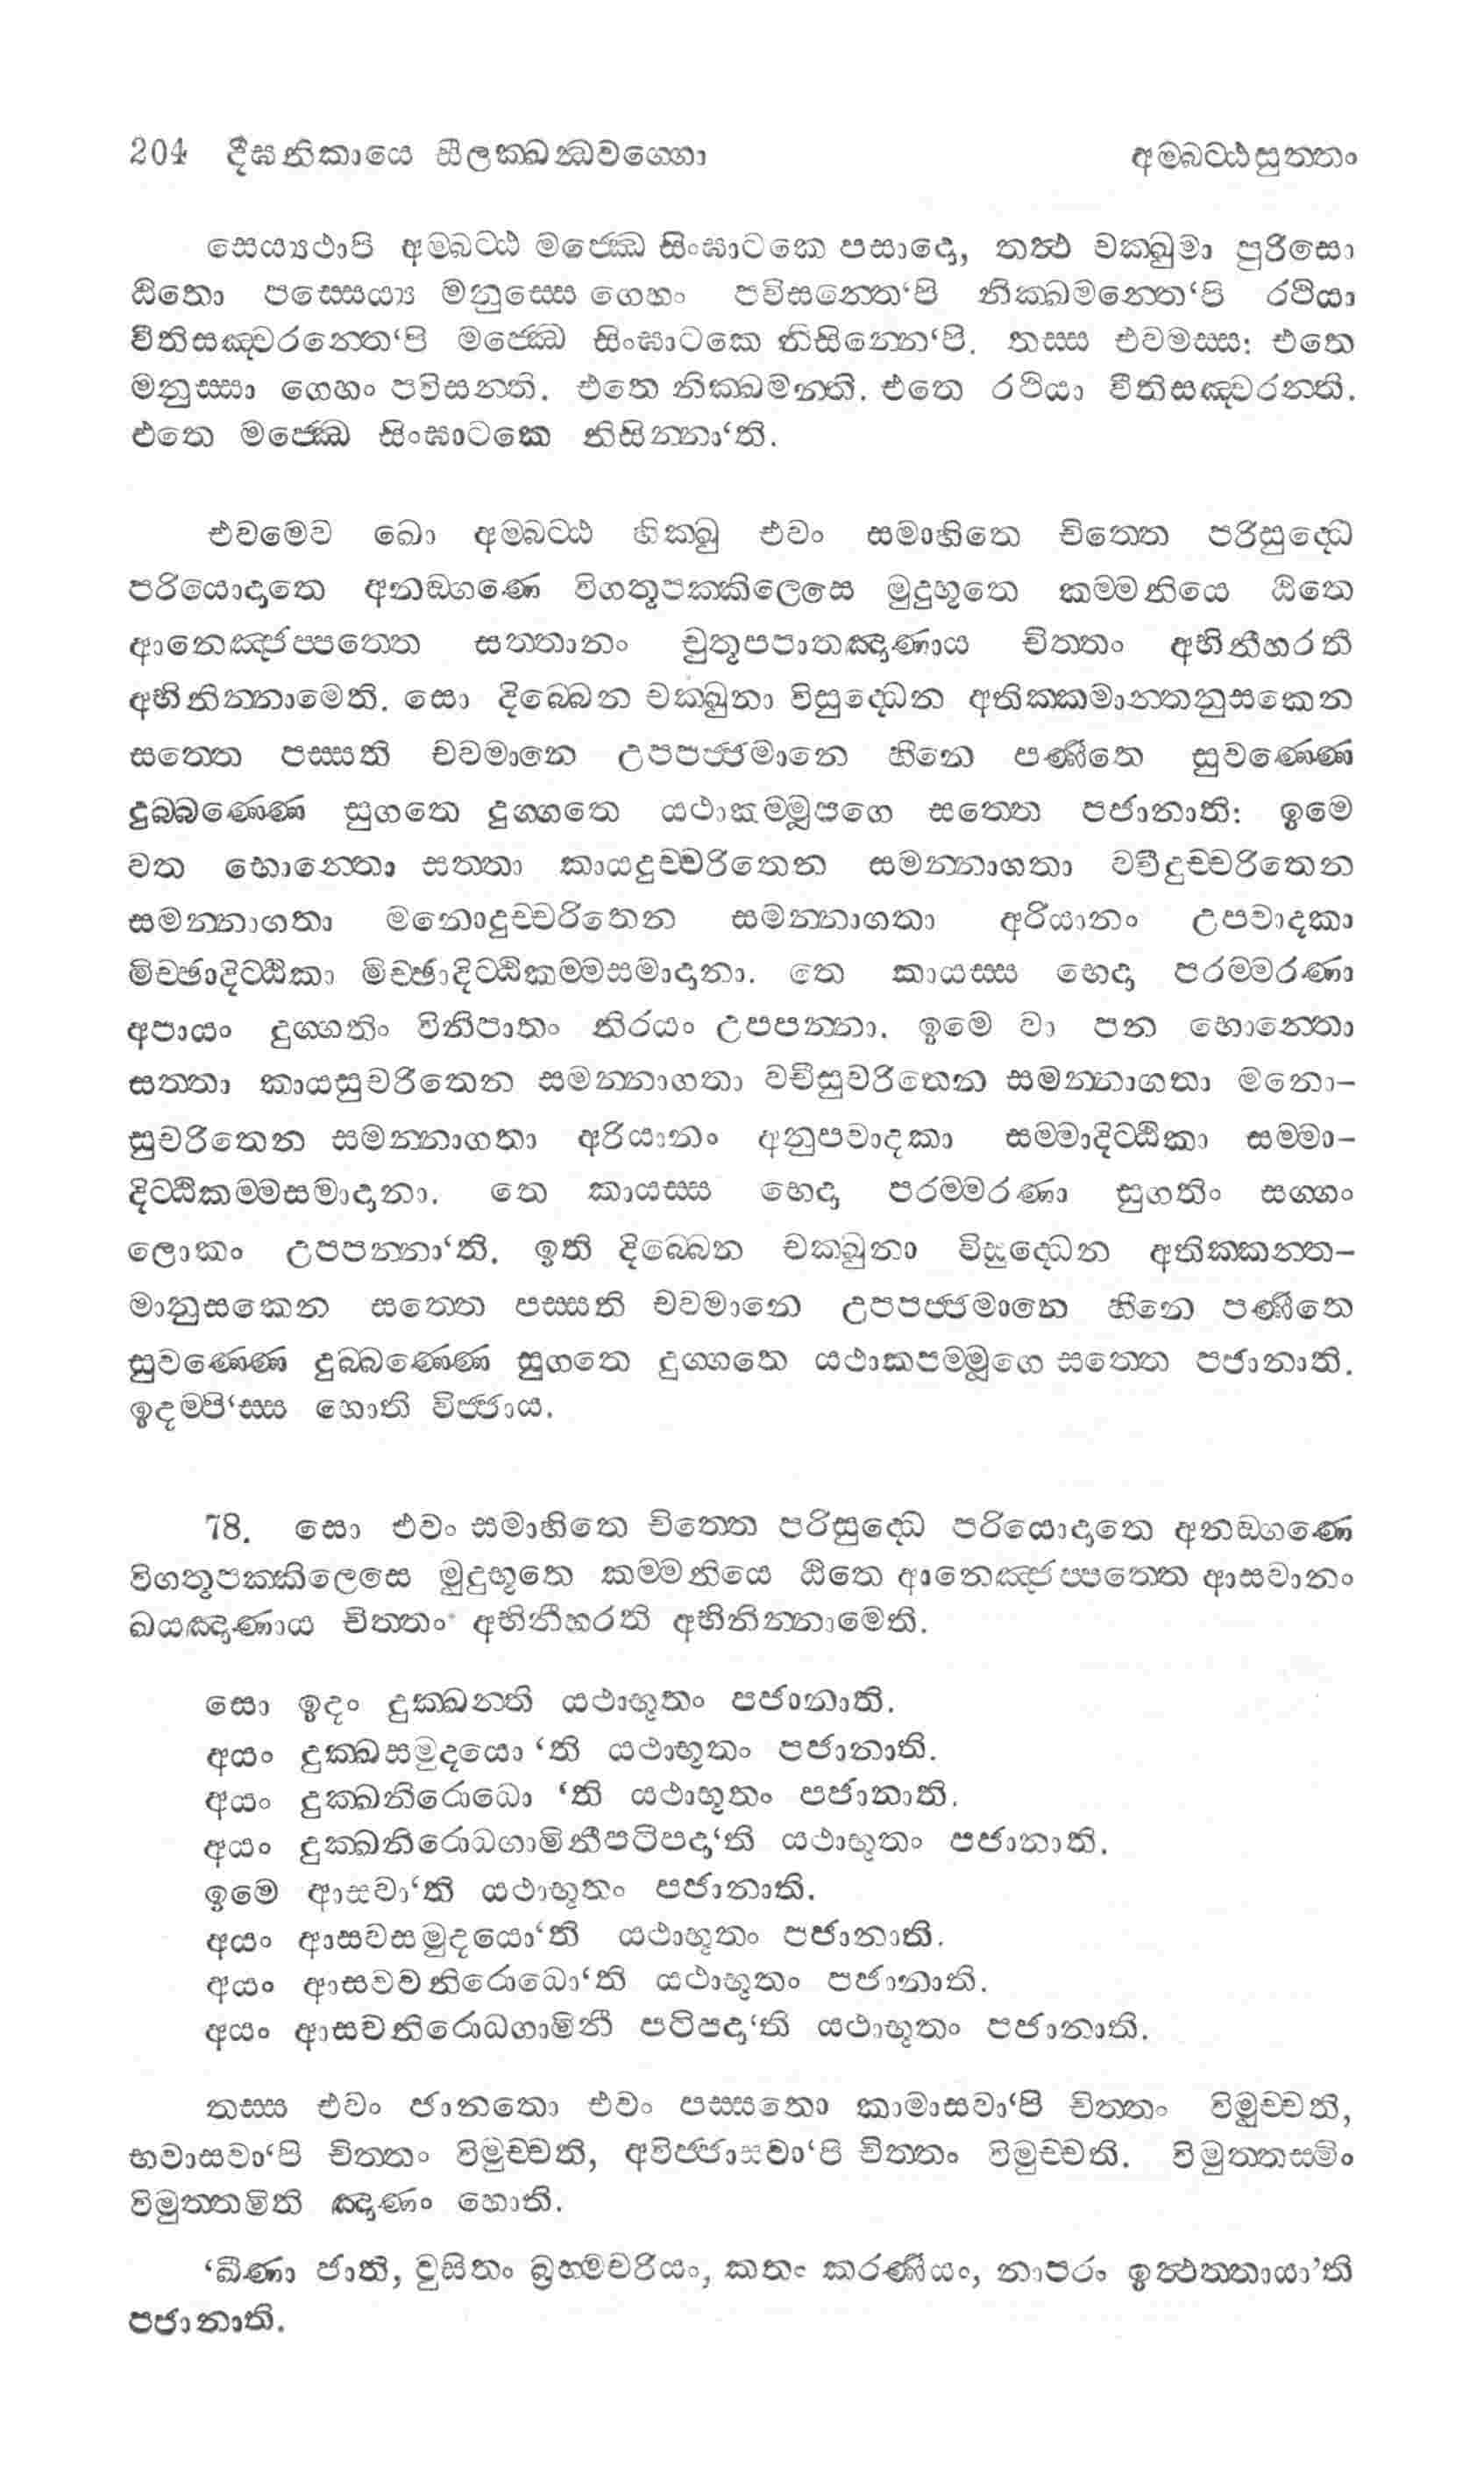 204 දීඝනිකායෙ සීලක්ඛන්ධවග්ගො
අම්බට්ඨසුත්තං
සෙය්‍යථාපි අම්බට්ඨ මජ්ඣෙ සිංඝාටකෙ පසාදො, තත්‍ථ චක්ඛුමා පුරිසො
ඨිතො පස්සෙය්‍ය මනුස්සෙ ගෙහං පවිසන්තෙ‘පි නික්ඛමන්තෙ‘පි රථියා
වීතිසඤ්චරන්තෙ‘පි මජ්ඣෙ සිංඝාටකෙ නිසින්නෙ‘පි. තස්ස එවමස්ස: එතෙ
මනුස්සා ගෙහං පවිසන්ති. එතෙ නික්ඛමන්ති. එතෙ රථියා වීතිසඤ්චරන්ති.
එතෙ මජ්ඣෙ සිංඝාටකෙ නිසින්නා‘ති.
එවමෙව ඛො අම්බට්ඨ භික්ඛු එවං සමාහිතෙ චිත්තෙ පරිසුද්ධෙ
පරියොදාතෙ අනඞ්ගණෙ විගතූපක්කිලෙසෙ මුදුභූතෙ කම්මනියෙ ඨිතෙ
ආනෙඤ්ජප්පත්තෙ සත්තානං චුතූපපාතඤාණාය චිත්තං අභිනීහරති
අභිනින්නාමෙති. සො දිබ්බෙන චක්ඛුනා විසුද්ධෙන අතික්කමාන්තනුසකෙන
සත්තෙ පස්සති චවමානෙ උපපජ්ජමානෙ හීනෙ පණීතෙ සුවණ්ණෙ
දුබ්බණ්ණෙ සුගතෙ දුග්ගතෙ යථාකම්මූපගෙ සත්තෙ පජානාති: ඉමෙ
වත භොන්තො සත්තා කායදුච්චරිතෙන සමන්නාගතා වචීදුච්චරිතෙන
සමන්නාගතා මනොදුච්චරිතෙන සමන්නාගතා අරියානං උපවාදකා
මිච්ඡාදිට්ඨිකා මිච්ඡාදිට්ඨිකම්මසමාදානා. තෙ කායස්ස භෙදා පරම්මරණා
අපායං දුග්ගතිං විනිපාතං නිරයං උපපන්නා. ඉමෙ වා පන භොන්තො
සත්තා කායසුචරිතෙන සමන්නාගතා වචීසුචරිතෙන සමන්නාගතා මනො-
සුචරිතෙන සමන්නාගතා අරියානං අනුපවාදකා සම්මාදිට්ඨිකා සම්මා-
දිට්ඨිකම්මසමාදානා. තෙ කායස්ස භෙදා පරම්මරණා සුගතිං සග්ගං
ලොකං උපපන්නා‘ති. ඉති දිබ්බෙන චක්ඛුනා විසුද්ධෙන අතික්කන්ත-
මානුසකෙන සත්තෙ පස්සති චවමානෙ උපපජ්ජමානෙ හීනෙ පණීතෙ
සුවණ්ණෙ දුබ්බණ්ණෙ සුගතෙ දුග්ගතෙ යථාකපම්මූගෙ සත්තෙ පජානාති.
ඉදම්පි‘ස්ස හොති විජ්ජාය.
78. සො එවං සමාහිතෙ චිත්තෙ පරිසුද්ධෙ පරියොදාතෙ අනඞ්ගණෙ
විගතූපක්කිලෙසෙ මුදුභූතෙ කම්මනියෙ ඨිතෙ ආනෙඤ්ජප්පත්තෙ ආසවානං
ඛයඤාණාය චිත්තං අභිනීහරති අභිනින්නාමෙති.
සො ඉදං දුක්ඛන්ති යථාභූතං පජානාති.
අයං දුක්ඛසමුදයො ‘ති යථාභූතං පජානාති.
අයං දුක්ඛනිරොධො ‘ති යථාභූතං පජානාති.
අයං දුක්ඛනිරොධගාමිනීපටිපදා‘ති යථාභූතං පජානාති.
ඉමෙ ආසවා‘ති යථාභූතං පජානාති.
අයං ආසවසමුදයො‘ති යථාභූතං පජානාති.
අයං ආසවවනිරොධො‘ති යථාභූතං පජානාති.
අයං ආසවනිරොධගාමිනී පටිපදා‘ති යථාභූතං පජානාති.
තස්ස එවං ජානතො එවං පස්සතො කාමාසවා‘පි චිත්තං විමුච්චති,
භවාසවා‘පි චිත්තං විමුච්චති, අවිජ්ජාසවා‘පි චිත්තං විමුච්චති. විමුත්තස්මිං
විමුත්තමිති ඤාණං හොති.
‘ඛීණා ජාති, වුසිතං බ්‍රහ්මචරියං, කතං කරණීයං, නාපරං ඉත්‍ථත්තායා’ති
පජානාති.